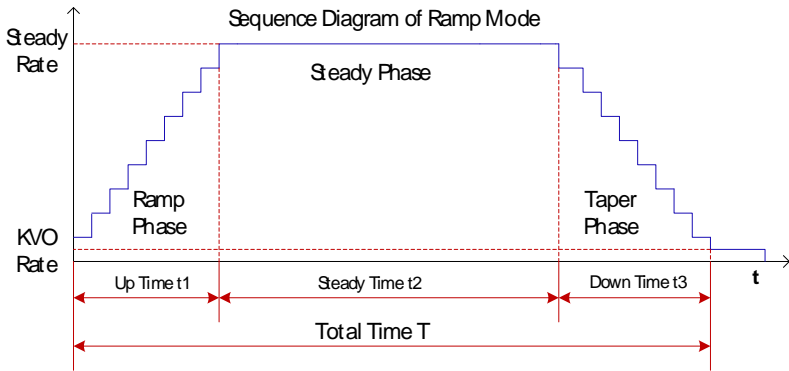 Sequence Diagram of Ramp Mode
Steady
Rate
Steady Phase
Ramp
Phase
Taper
Phase
KVO
Rate
t
Up Time t1
Steady Time t2
Down Time t3
Total Time T